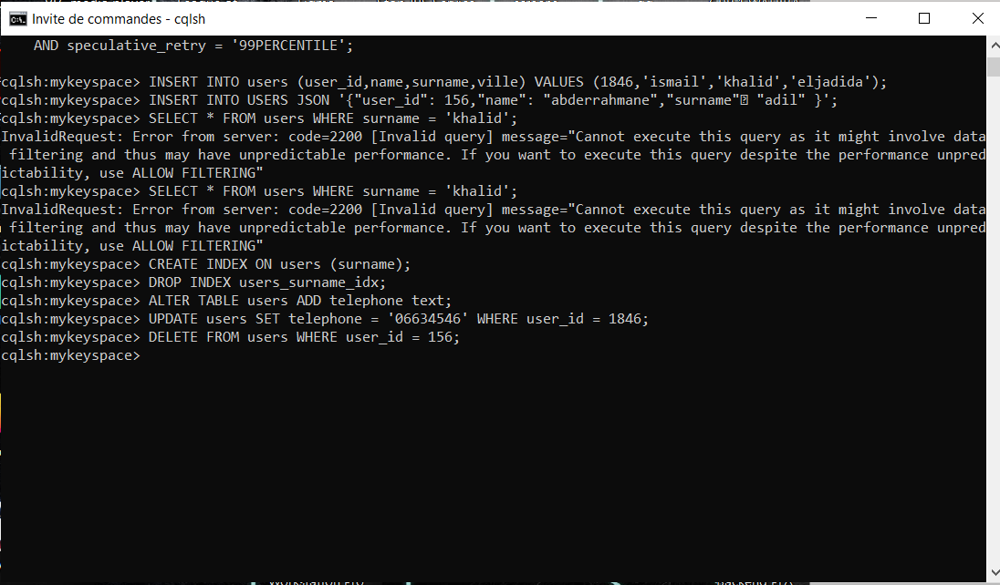 Invite de commandes - cqlsh
AND speculative_retry = '99PERCENTILE';
cqlsh:mykeyspace> INSERT INTO users (user_id,name,surname,ville) VALUES (1846,'ismail','khalid','eljadida');
cqlsh:mykeyspace> INSERT INTO USERS JSON '{"user_id": 156,"name": "abderrahmane","surname"⍰ "adil" }';
cqlsh:mykeyspace> SELECT * FROM users WHERE surname = 'khalid';
InvalidRequest: Error from server: code=2200 [Invalid query] message="Cannot execute this query as it might involve data
filtering and thus may have unpredictable performance. If you want to execute this query despite the performance unpred
ictability, use ALLOW FILTERING"
cqlsh:mykeyspace> SELECT * FROM users WHERE surname = 'khalid';
InvalidRequest: Error from server: code=2200 [Invalid query] message="Cannot execute this query as it might involve data
filtering and thus may have unpredictable performance. If you want to execute this query despite the performance unpred
ictability, use ALLOW FILTERING"
cqlsh:mykeyspace> CREATE INDEX ON users (surname);
cqlsh:mykeyspace> DROP INDEX users_surname_idx;
cqlsh:mykeyspace> ALTER TABLE users ADD telephone text;
cqlsh:mykeyspace> UPDATE users SET telephone = '06634546' WHERE user_id = 1846;
cqlsh:mykeyspace> DELETE FROM users WHERE user_id = 156;
cqlsh:mykeyspace>